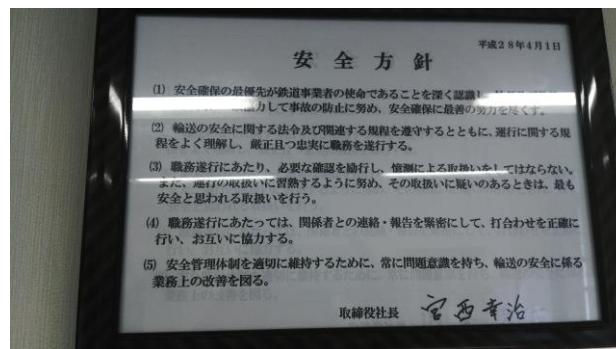 平成28年4月1日
安全方針
(1) 安全確保の最優先が鉄道事業者の使命であることを深く認識し、
協力して事故の防止に努め、安全確保に最善の努力を尽くす。
(2) 輸送の安全に関する法令及び関連する規程を遵守するとともに、運行に関する規
程をよく理解し、厳正且つ忠実に職務を遂行する。
(3) 職務遂行にあたり、必要な確認を励行し、憶測による取扱いをしてはならない。
また、運行の取扱いに習熟するように努め、その取扱いに疑いのあるときは、最も
安全と思われる取扱いを行う。
(4) 職務遂行にあたっては、関係者との連絡・報告を緊密にして、打合わせを正確に
行い、お互いに協力する。
(5) 安全管理体制を適切に維持するために、常に問題意識を持ち、輸送の安全に係る
業務上の改善を図る。
取締役社長 宮西幸治